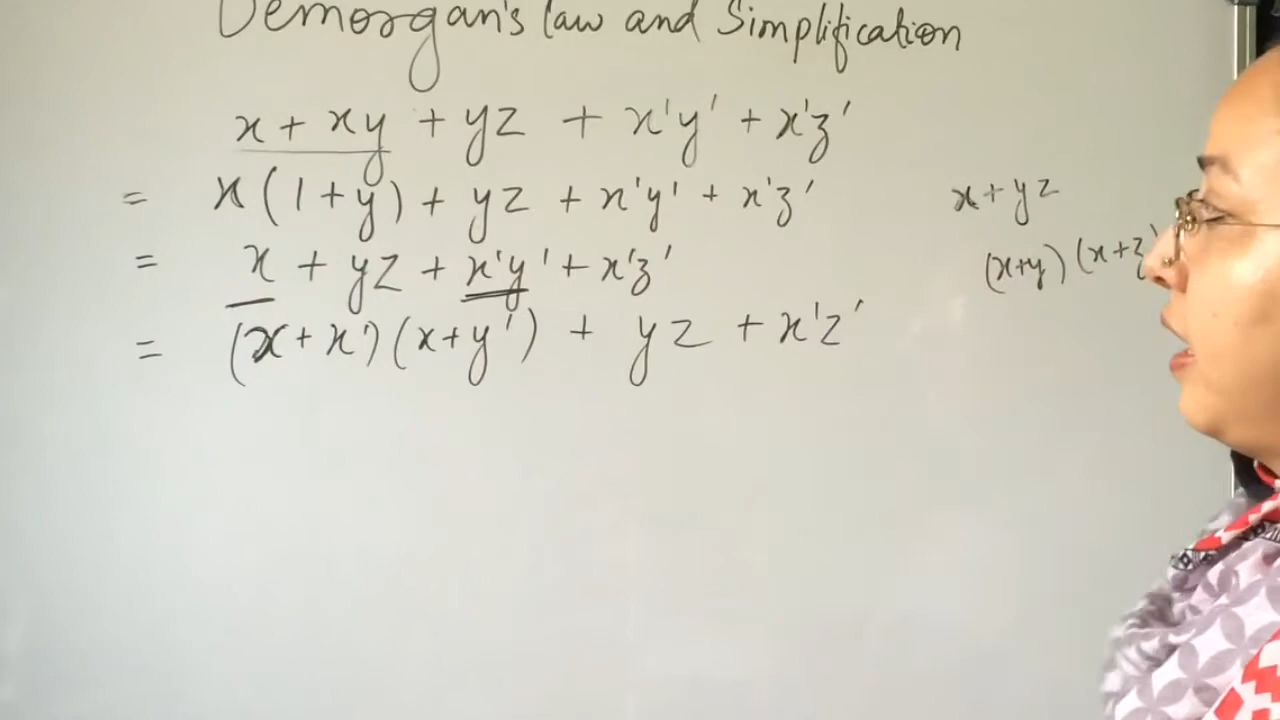 Demorgan's law and Simplification
x + xy + yz + x'y' + x'z'
= x(1+y) + yz + x'y' + x'z'
= x + yz + x'y' + x'z'
= (x+x')(x+y') + yz + x'z'
x+yz
(x+y)(x+z)